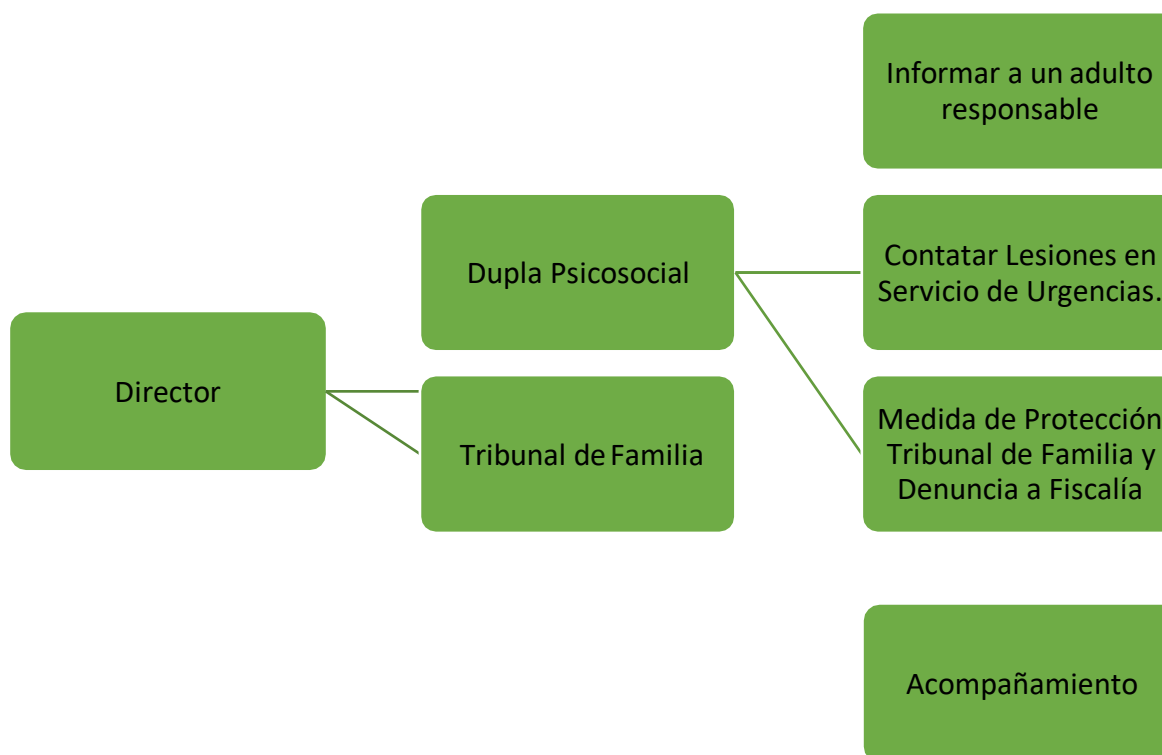 Informar a un adulto
responsable
Dupla Psicosocial
Contatar Lesiones en
Servicio de Urgencias.
Director
Tribunal de Familia
Medida de Protección
Tribunal de Familia y
Denuncia a Fiscalía
Acompañamiento